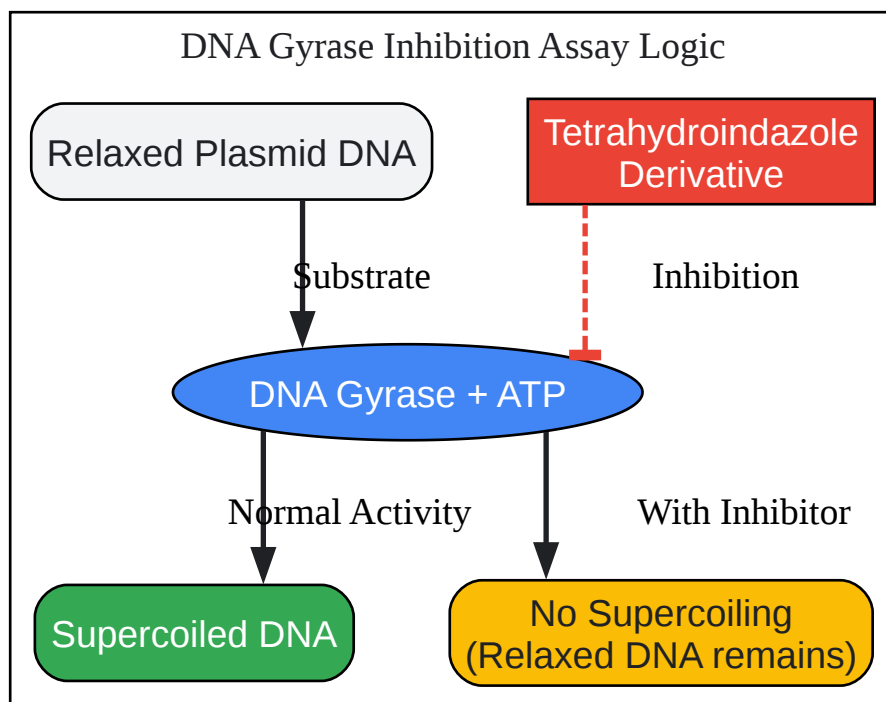 DNA Gyrase Inhibition Assay Logic
Relaxed Plasmid DNA
Tetrahydroindazole
Derivative
Substrate
Inhibition
DNA Gyrase + ATP
Normal Activity
With Inhibitor
Supercoiled DNA
No Supercoiling
(Relaxed DNA remains)